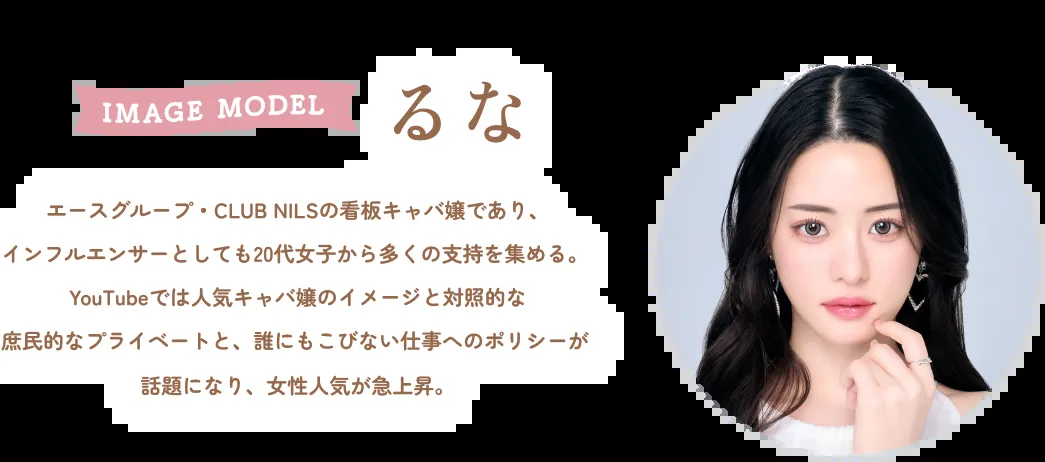 IMAGE MODEL
るな
エースグループ・CLUB NILSの看板キャバ嬢であり、
インフルエンサーとしても20代女子から多くの支持を集める。
YouTubeでは人気キャバ嬢のイメージと対照的な
庶民的なプライベートと、誰にもこびない仕事へのポリシーが
話題になり、女性人気が急上昇。